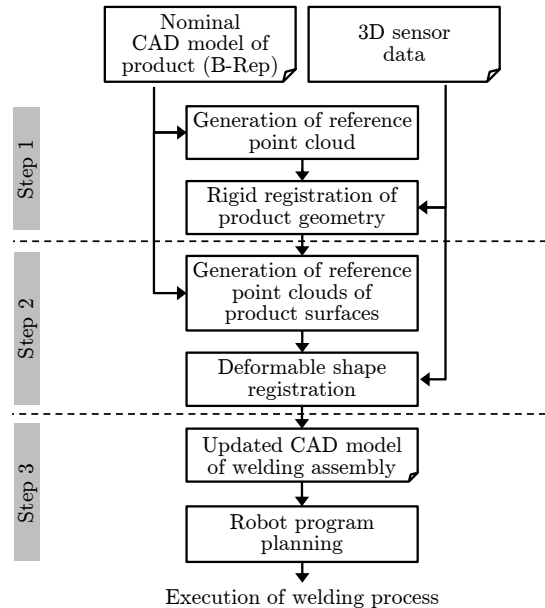 Nominal
CAD model of
product (B-Rep)
3D sensor
data
Step 1
Generation of reference
point cloud
Rigid registration of
product geometry
Step 2
Generation of reference
point clouds of
product surfaces
Deformable shape
registration
Step 3
Updated CAD model
of welding assembly
Robot program
planning
Execution of welding process